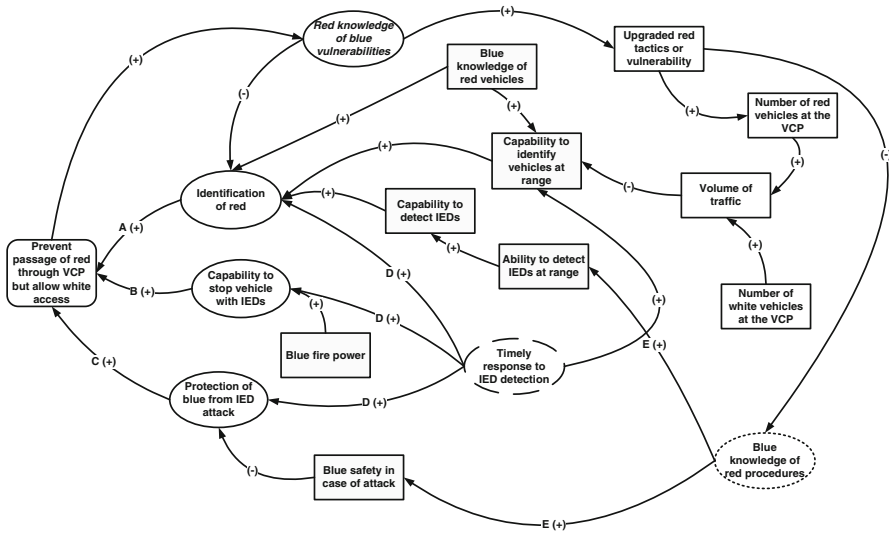 Red knowledge
of blue
vulnerabilities
(+)
Upgraded red
tactics or
vulnerability
(+)
(-)
Blue
knowledge of
red vehicles
(+)
(+)
(+)
Number of red
vehicles at the
VCP
(+)
(-)
Capability to
identify
vehicles at
range
(+)
(-)
Volume of
traffic
Identification
of red
(+)
Capability to
detect IEDs
A (+)
(+)
Ability to detect
IEDs at range
(+)
Prevent
passage of red
through VCP
but allow white
access
B (+)
Capability to
stop vehicle
with IEDs
D (+)
(+)
D (+)
(+)
Number of
white vehicles
at the VCP
Blue fire power
E (+)
Timely
response to
IED detection
C (+)
Protection of
blue from IED
attack
D (+)
Blue
knowledge of
red procedures
(-)
Blue safety in
case of attack
E (+)